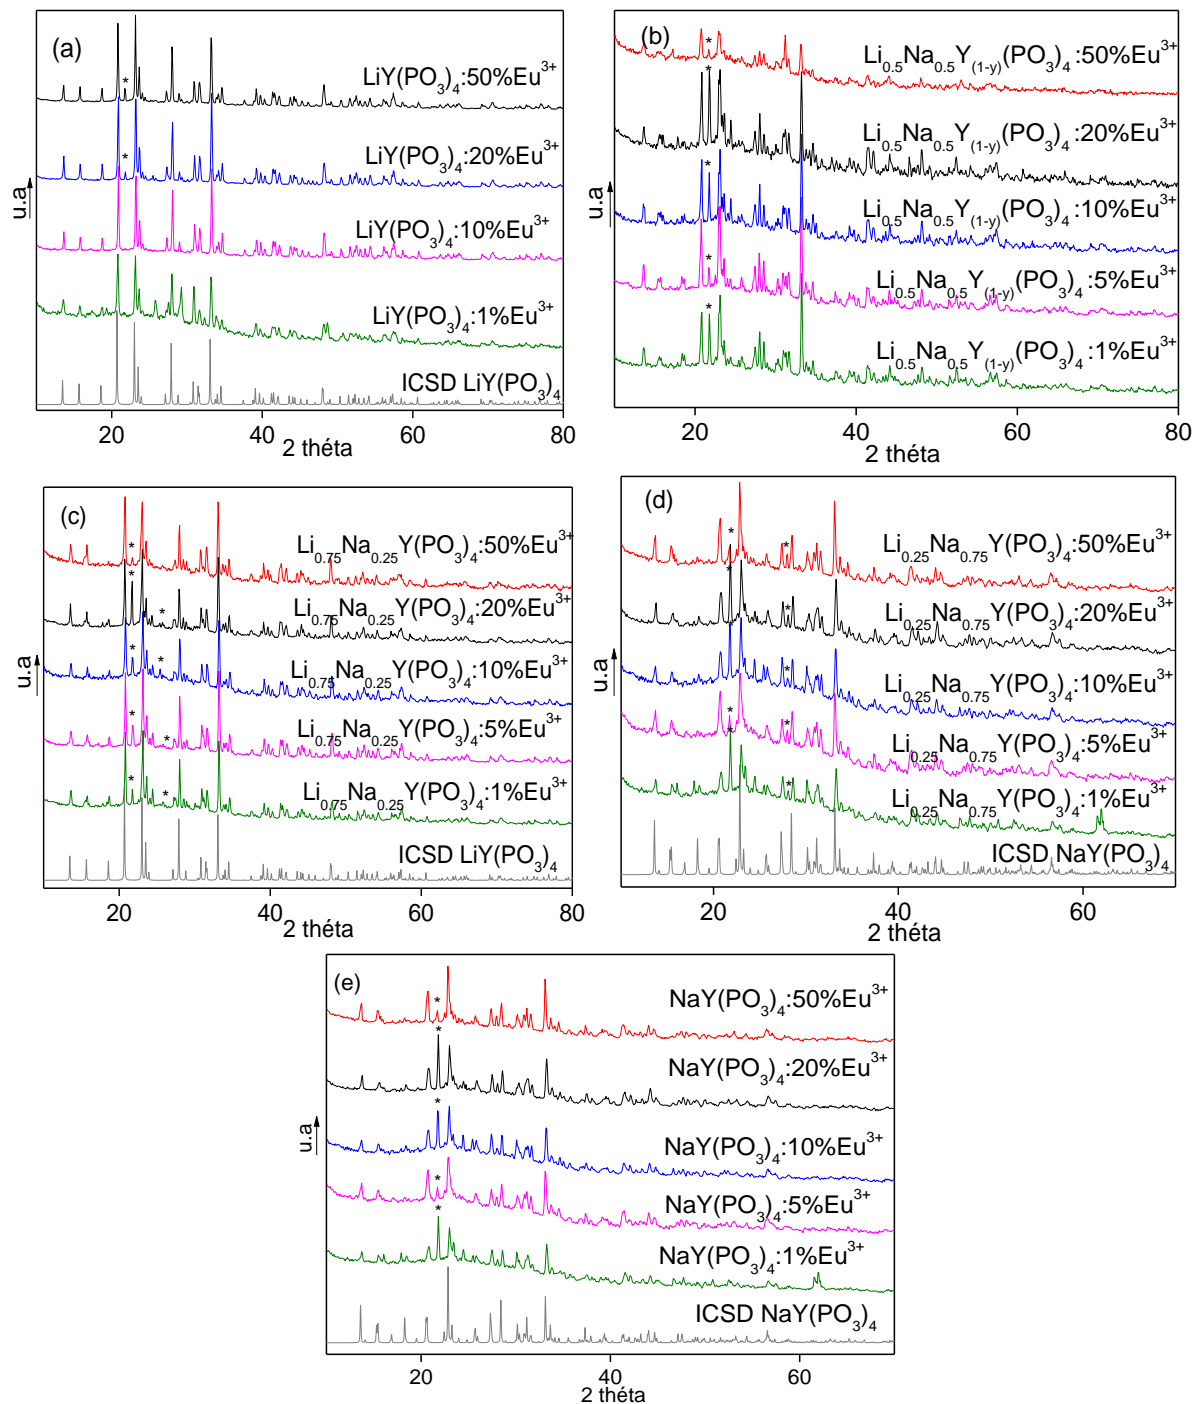 (a)
LiY(PO₃)₄:50%Eu³⁺
*
LiY(PO₃)₄:20%Eu³⁺
*
LiY(PO₃)₄:10%Eu³⁺
LiY(PO₃)₄:1%Eu³⁺
ICSD LiY(PO₃)₄
u.a
20 40 60 80
2 théta
(b)
Li₀.₅Na₀.₅Y₍₁₋y₎(PO₃)₄:50%Eu³⁺
*
*
Li₀.₅Na₀.₅Y₍₁₋y₎(PO₃)₄:20%Eu³⁺
*
Li₀.₅Na₀.₅Y₍₁₋y₎(PO₃)₄:10%Eu³⁺
*
Li₀.₅Na₀.₅Y₍₁₋y₎(PO₃)₄:5%Eu³⁺
*
Li₀.₅Na₀.₅Y₍₁₋y₎(PO₃)₄:1%Eu³⁺
u.a
20 40 60 80
2 théta
(c)
Li₀.₇₅Na₀.₂₅Y(PO₃)₄:50%Eu³⁺
*
*
Li₀.₇₅Na₀.₂₅Y(PO₃)₄:20%Eu³⁺
*
* *
Li₀.₇₅Na₀.₂₅Y(PO₃)₄:10%Eu³⁺
*
Li₀.₇₅Na₀.₂₅Y(PO₃)₄:5%Eu³⁺
* *
Li₀.₇₅Na₀.₂₅Y(PO₃)₄:1%Eu³⁺
*
ICSD LiY(PO₃)₄
u.a
20 40 60 80
2 théta
(d)
* *
Li₀.₂₅Na₀.₇₅Y(PO₃)₄:50%Eu³⁺
*
*
Li₀.₂₅Na₀.₇₅Y(PO₃)₄:20%Eu³⁺
* *
Li₀.₂₅Na₀.₇₅Y(PO₃)₄:10%Eu³⁺
* *
Li₀.₂₅Na₀.₇₅Y(PO₃)₄:5%Eu³⁺
*
*
Li₀.₂₅Na₀.₇₅Y(PO₃)₄:1%Eu³⁺
ICSD NaY(PO₃)₄
u.a
20 40 60
2 théta
(e)
NaY(PO₃)₄:50%Eu³⁺
*
*
NaY(PO₃)₄:20%Eu³⁺
*
NaY(PO₃)₄:10%Eu³⁺
*
NaY(PO₃)₄:5%Eu³⁺
*
NaY(PO₃)₄:1%Eu³⁺
ICSD NaY(PO₃)₄
u.a
20 40 60
2 théta